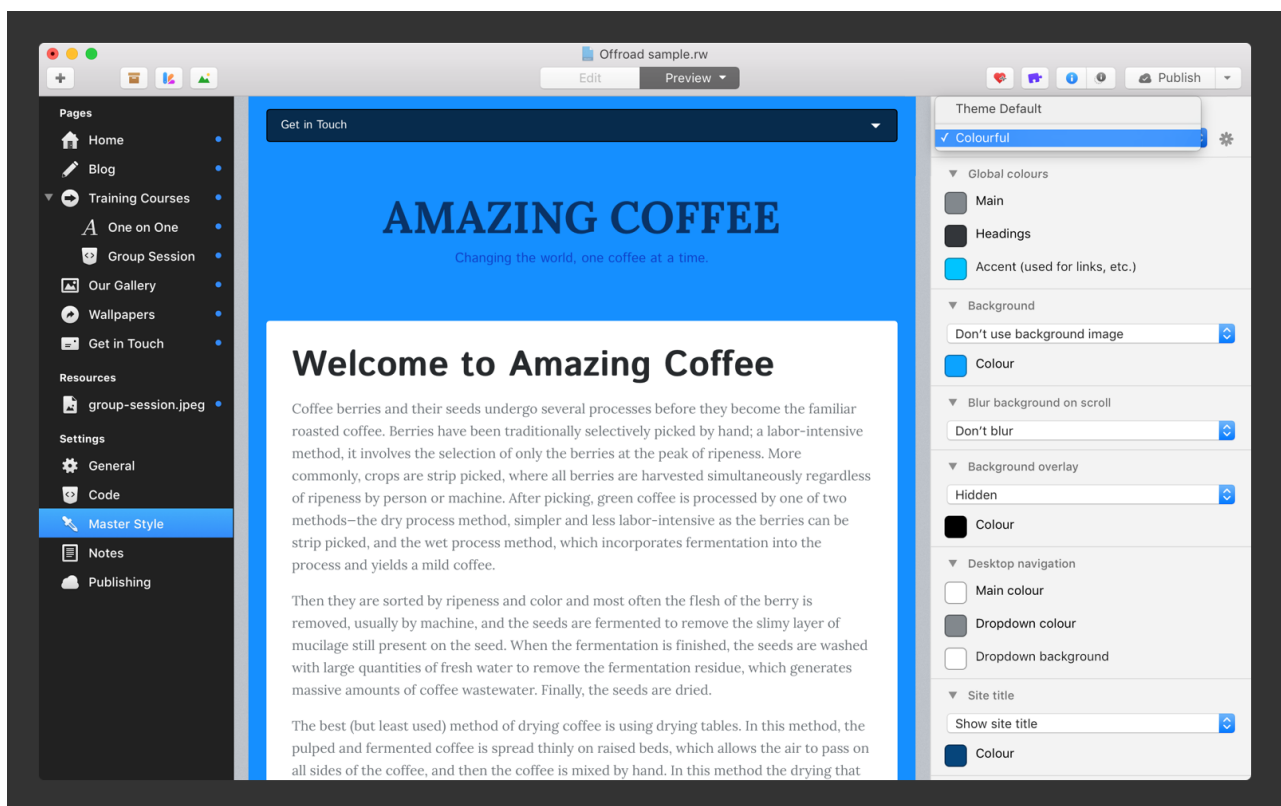 Offroad sample.rw
Edit
Preview
Publish
Pages
Home
Blog
Training Courses
A One on One
Group Session
Our Gallery
Wallpapers
Get in Touch
Resources
group-session.jpeg
Settings
General
Code
Master Style
Notes
Publishing
Get in Touch
AMAZING COFFEE
Changing the world, one coffee at a time.
Welcome to Amazing Coffee
Coffee berries and their seeds undergo several processes before they become the familiar
roasted coffee. Berries have been traditionally selectively picked by hand; a labor-intensive
method, it involves the selection of only the berries at the peak of ripeness. More
commonly, crops are strip picked, where all berries are harvested simultaneously regardless
of ripeness by person or machine. After picking, green coffee is processed by one of two
methods—the dry process method, simpler and less labor-intensive as the berries can be
strip picked, and the wet process method, which incorporates fermentation into the
process and yields a mild coffee.
Then they are sorted by ripeness and color and most often the flesh of the berry is
removed, usually by machine, and the seeds are fermented to remove the slimy layer of
mucilage still present on the seed. When the fermentation is finished, the seeds are washed
with large quantities of fresh water to remove the fermentation residue, which generates
massive amounts of coffee wastewater. Finally, the seeds are dried.
The best (but least used) method of drying coffee is using drying tables. In this method, the
pulped and fermented coffee is spread thinly on raised beds, which allows the air to pass on
all sides of the coffee, and then the coffee is mixed by hand. In this method the drying that
Theme Default
✓ Colourful
Global colours
Main
Headings
Accent (used for links, etc.)
Background
Don't use background image
Colour
Blur background on scroll
Don't blur
Background overlay
Hidden
Colour
Desktop navigation
Main colour
Dropdown colour
Dropdown background
Site title
Show site title
Colour